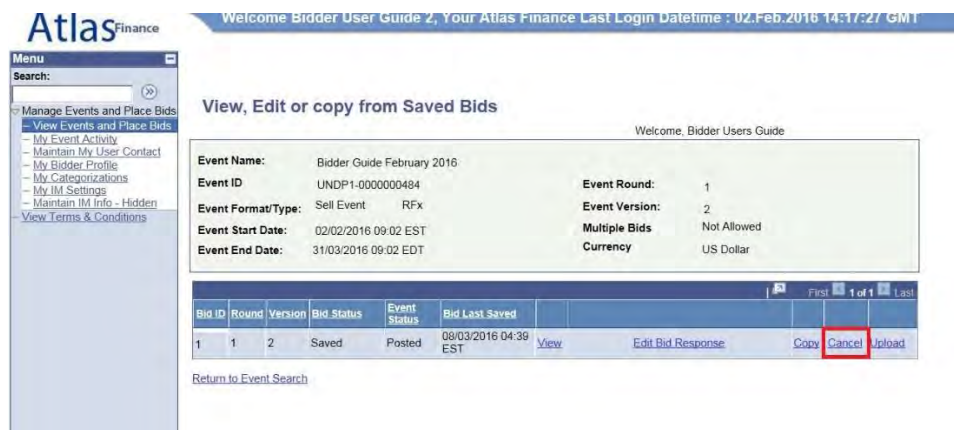 Atlas Finance
Welcome Bidder User Guide 2, Your Atlas Finance Last Login Datetime : 02.Feb.2016 14:17:27 GMT
Menu
Search:
Manage Events and Place Bids
– View Events and Place Bids
– My Event Activity
– Maintain My User Contact
– My Bidder Profile
– My Categorizations
– My IM Settings
– Maintain IM Info - Hidden
– View Terms & Conditions
View, Edit or copy from Saved Bids
Welcome, Bidder Users Guide
Event Name: Bidder Guide February 2016
Event ID UNDP1-0000000484 Event Round: 1
Event Format/Type: Sell Event RFx Event Version: 2
Event Start Date: 02/02/2016 09:02 EST Multiple Bids Not Allowed
Event End Date: 31/03/2016 09:02 EDT Currency US Dollar
First 1 of 1 Last
Bid ID Round Version Bid Status Event Status Bid Last Saved
1 1 2 Saved Posted 08/03/2016 04:39 EST View Edit Bid Response Copy Cancel Upload
Return to Event Search